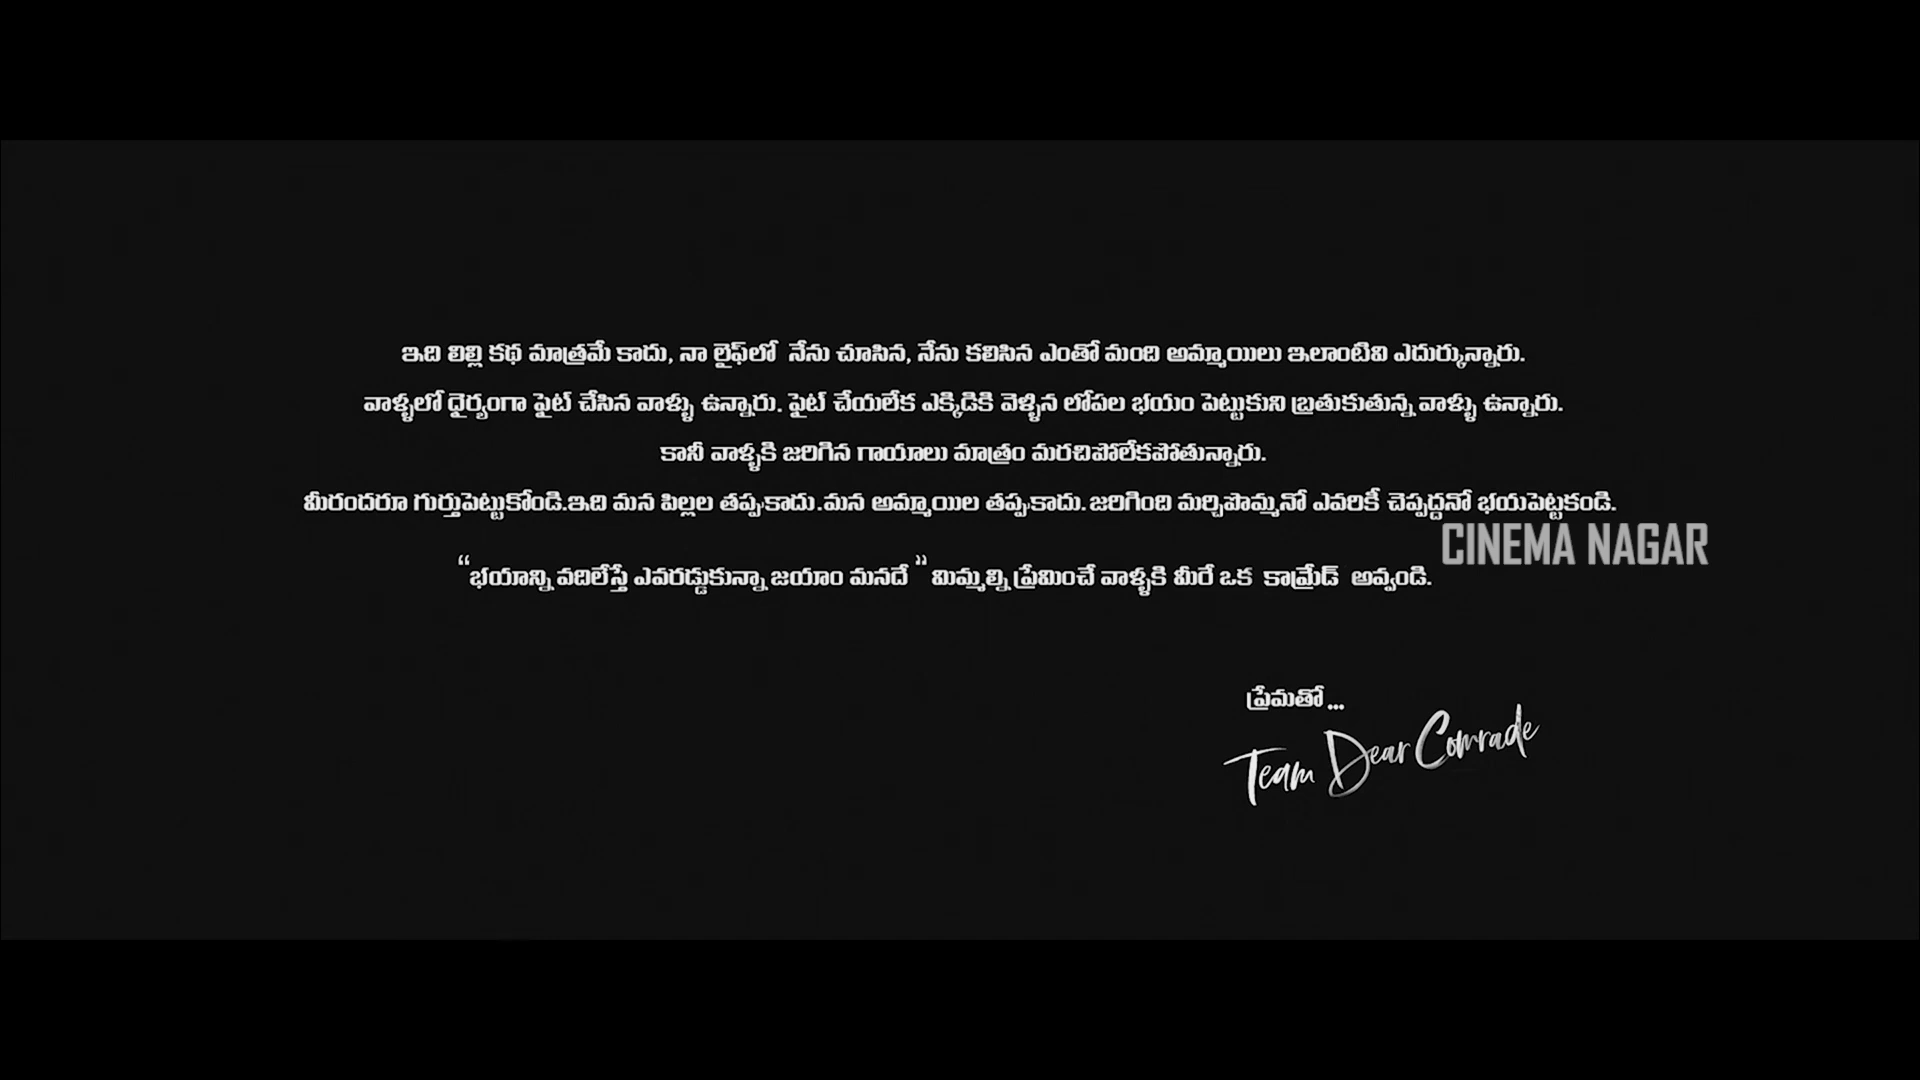 ఇది లిల్లి కథ మాత్రమే కాదు, నా లైఫ్‌లో నేను చూసిన, నేను కలిసిన ఎంతో మంది అమ్మాయిలు ఇలాంటివి ఎదుర్కున్నారు.
వాళ్ళలో ధైర్యంగా ఫైట్ చేసిన వాళ్ళు ఉన్నారు. ఫైట్ చేయలేక ఎక్కిడికి వెళ్ళిన లోపల భయం పెట్టుకుని బ్రతుకుతున్న వాళ్ళు ఉన్నారు.
కానీ వాళ్ళకి జరిగిన గాయాలు మాత్రం మరచిపోలేకపోతున్నారు.
మీరందరూ గుర్తుపెట్టుకోండి.ఇది మన పిల్లల తప్పుకాదు.మన అమ్మాయిల తప్పుకాదు. జరిగింది మర్చిపొమ్మనో ఎవరికీ చెప్పద్దనో భయపెట్టకండి.
CINEMA NAGAR
“భయాన్ని వదిలేస్తే ఎవరడ్డుకున్నా జయాం మనదే” మిమ్మల్ని ప్రేమించే వాళ్ళకి మీరే ఒక కామ్రేడ్ అవ్వండి.
ప్రేమతో...
Team Dear Comrade